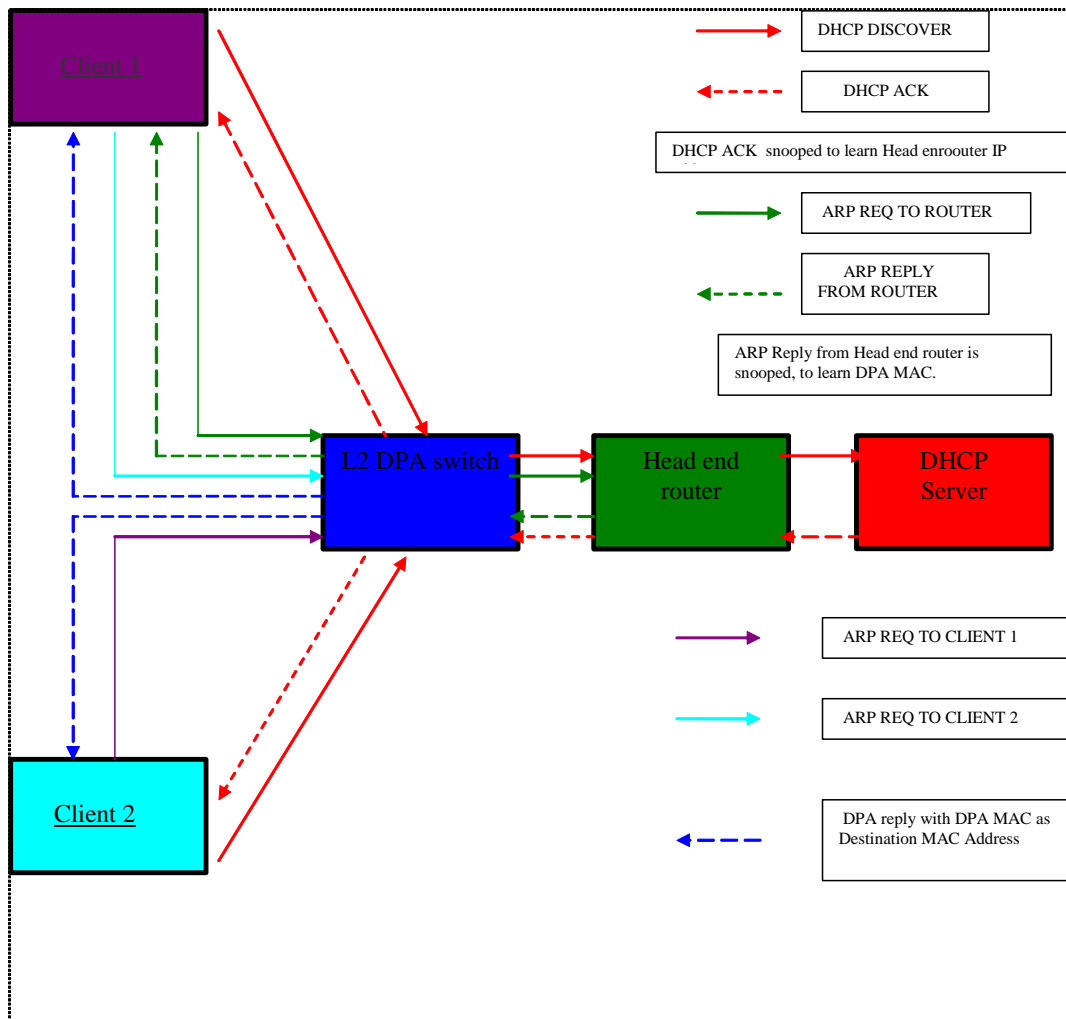 Client 1
DHCP DISCOVER
DHCP ACK
DHCP ACK snooped to learn Head enroouter IP
ARP REQ TO ROUTER
ARP REPLY
FROM ROUTER
ARP Reply from Head end router is
snooped, to learn DPA MAC.
L2 DPA switch
Head end
router
DHCP
Server
ARP REQ TO CLIENT 1
ARP REQ TO CLIENT 2
Client 2
DPA reply with DPA MAC as
Destination MAC Address